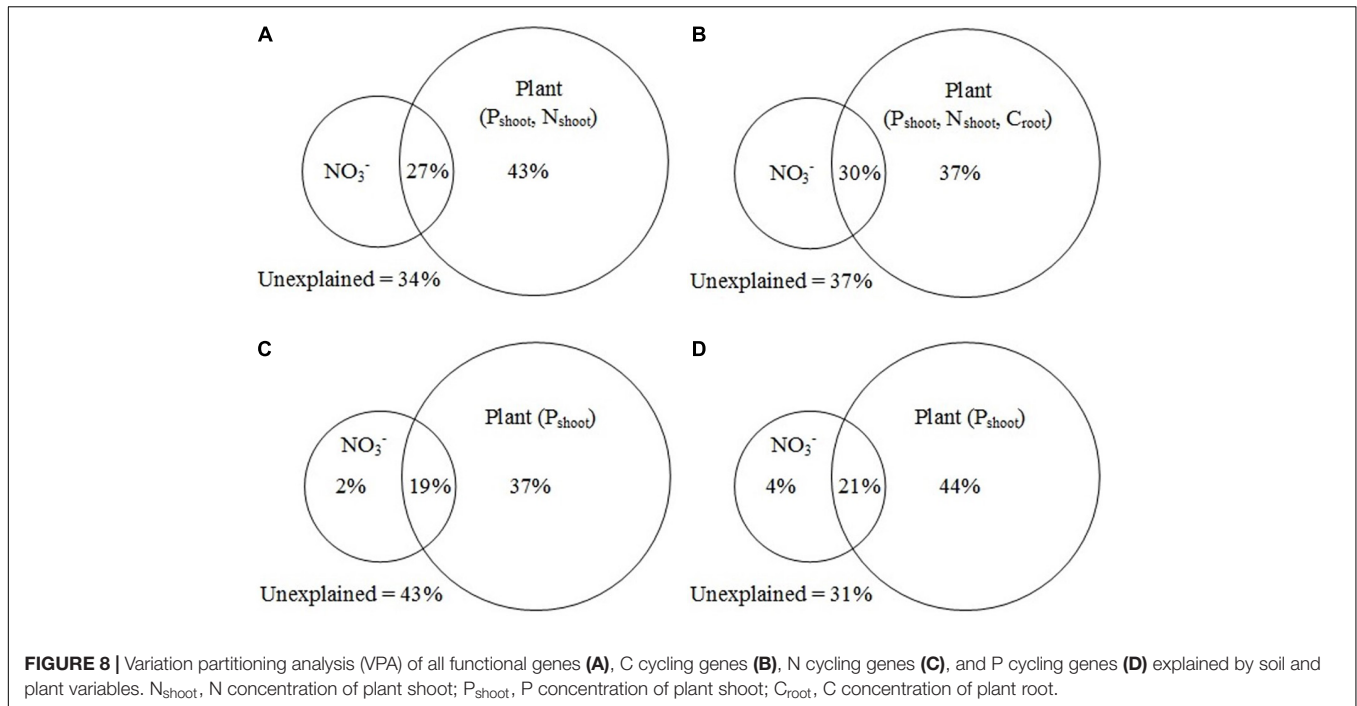 A
Plant
(Pshoot, Nshoot)
NO3-
27%
43%
Unexplained = 34%
B
Plant
(Pshoot, Nshoot, Croot)
NO3-
30%
37%
Unexplained = 37%
C
Plant (Pshoot)
NO3-
2%
19%
37%
Unexplained = 43%
D
Plant (Pshoot)
NO3-
4%
21%
44%
Unexplained = 31%
FIGURE 8 | Variation partitioning analysis (VPA) of all functional genes (A), C cycling genes (B), N cycling genes (C), and P cycling genes (D) explained by soil and
plant variables. Nshoot, N concentration of plant shoot; Pshoot, P concentration of plant shoot; Croot, C concentration of plant root.